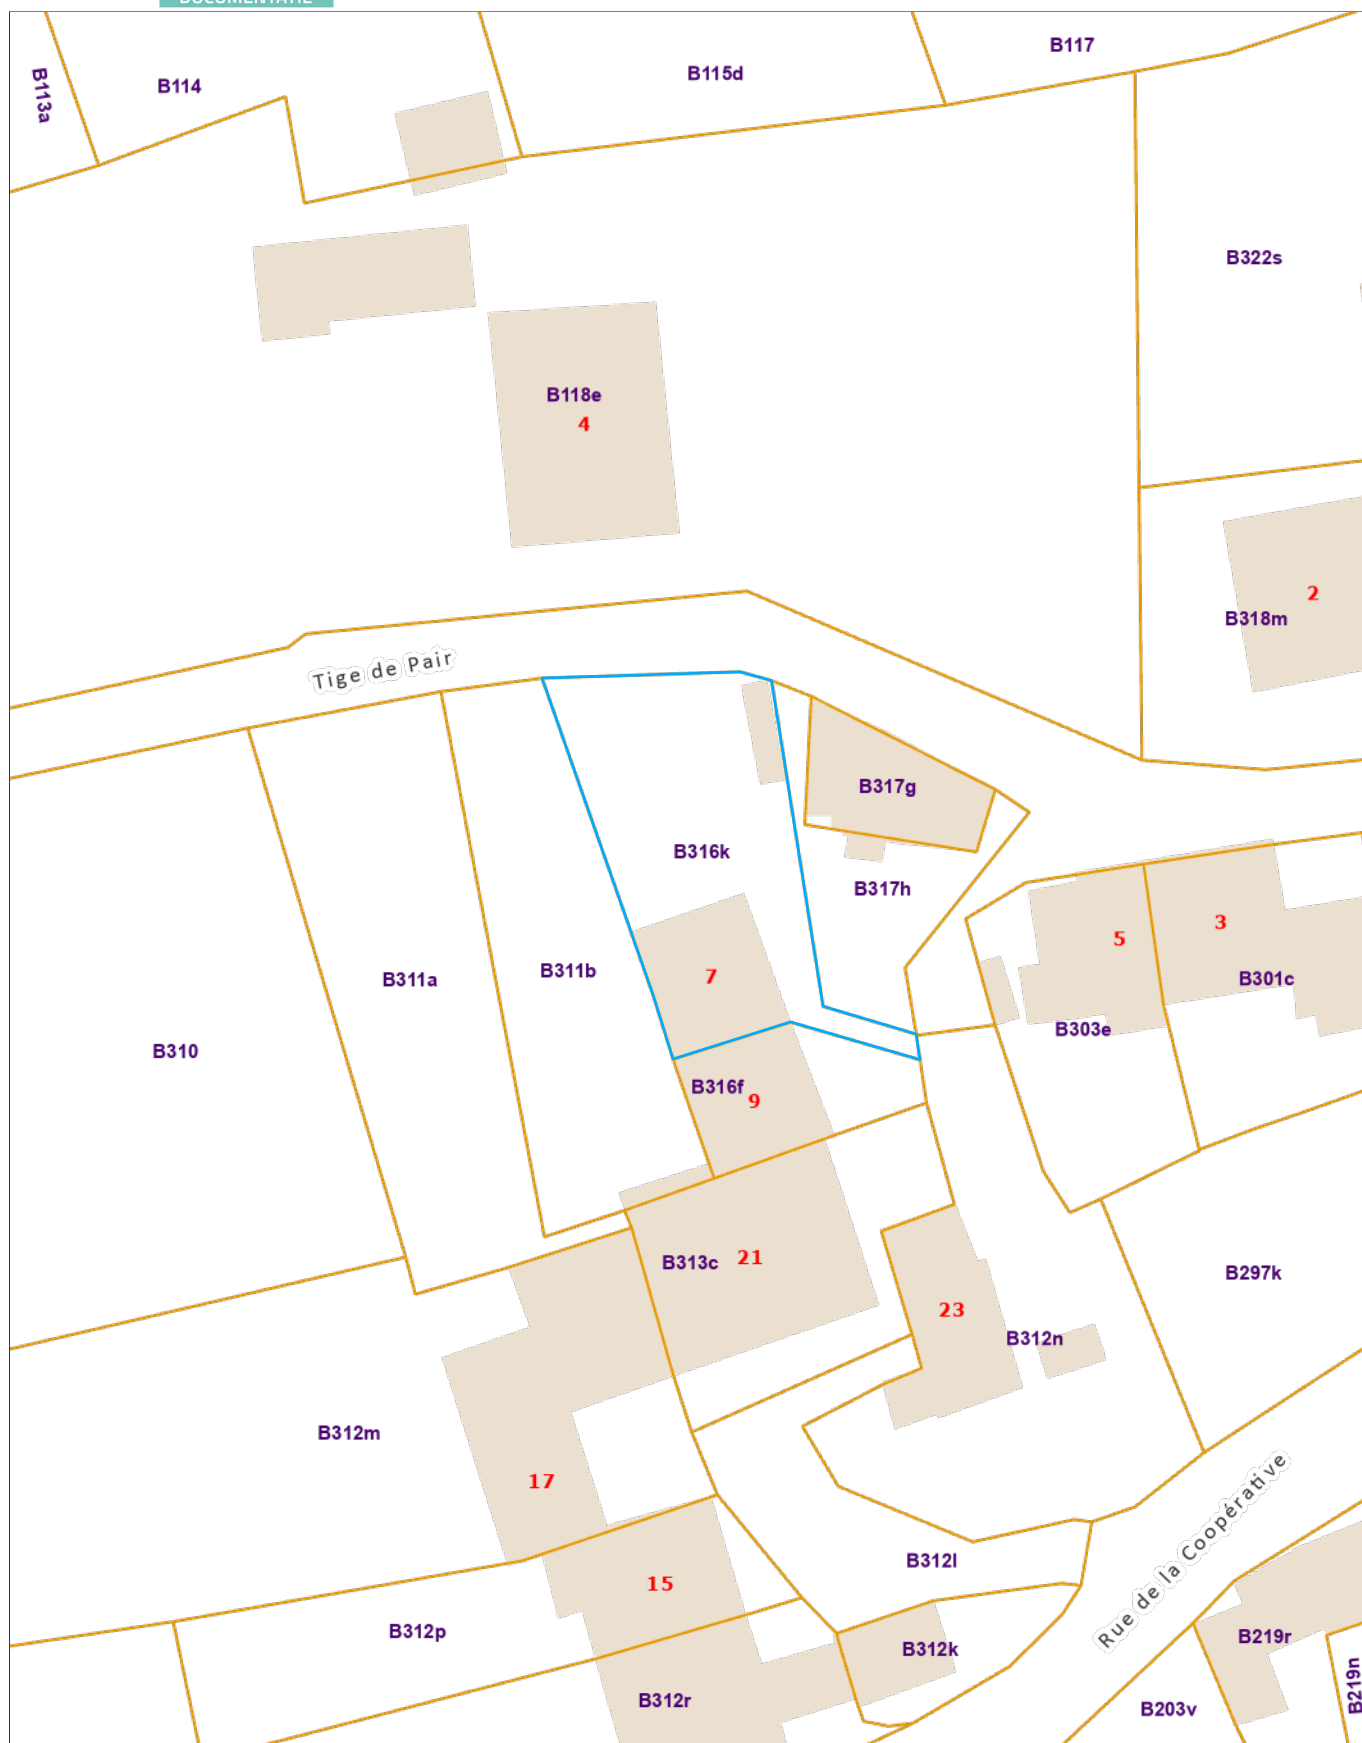 DOCUMENTATIE
B117
B115d
B114
B113a
B322s
B118e
4
2
B318m
Tige de Pair
B317g
B316k
B317h
3
5
B311b
7
B311a
B301c
B303e
B310
B316f
9
21
B313c
B297k
23
B312n
B312m
17
Rue de la Coopérative
B312l
15
B312p
B219r
B312k
B219n
B312r
B203v